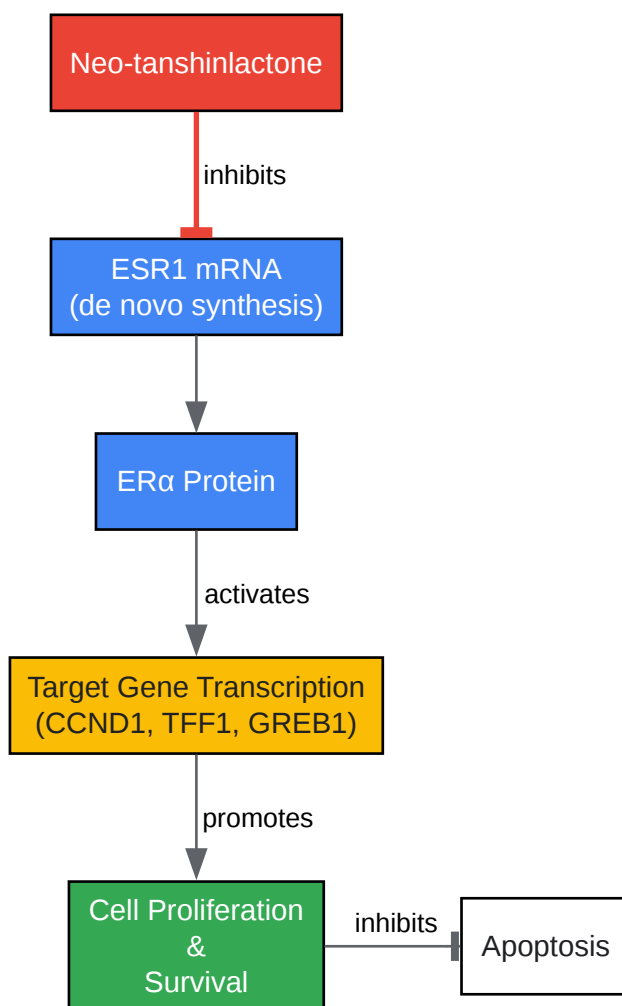 Neo-tanshinlactone
inhibits
ESR1 mRNA
(de novo synthesis)
ERα Protein
activates
Target Gene Transcription
(CCND1, TFF1, GREB1)
promotes
Cell Proliferation
&
Survival
inhibits
Apoptosis